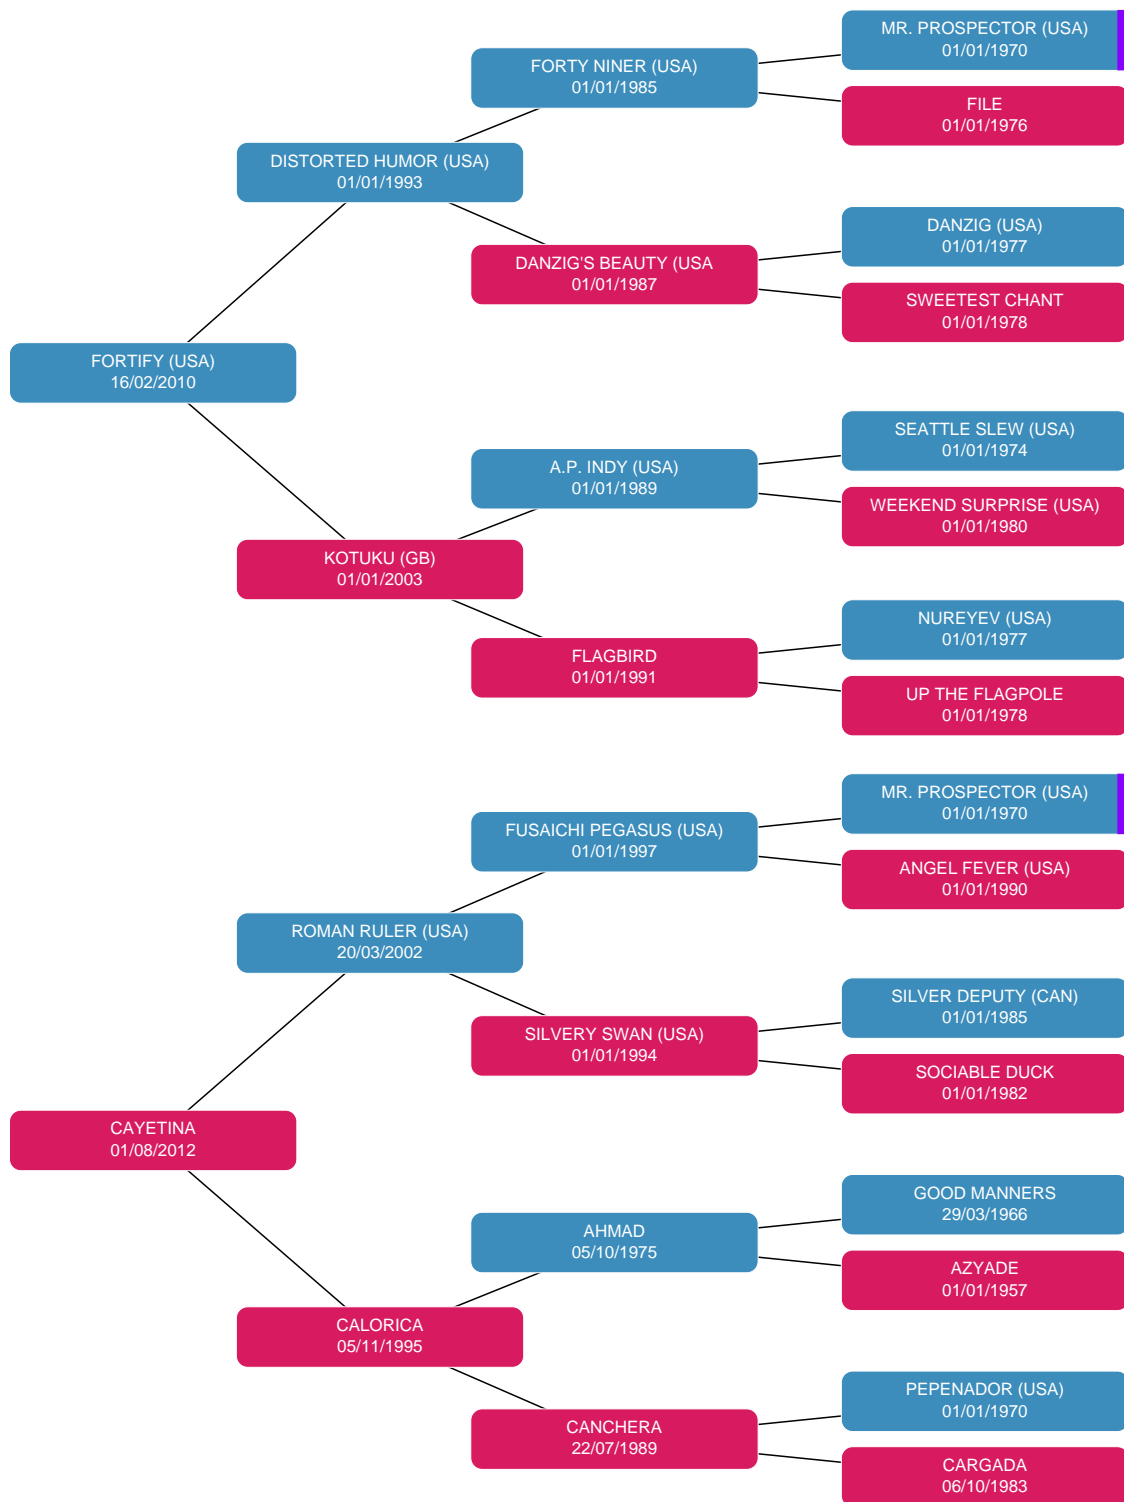 MR. PROSPECTOR (USA)
01/01/1970
FORTY NINER (USA)
01/01/1985
FILE
01/01/1976
DISTORTED HUMOR (USA)
01/01/1993
DANZIG (USA)
01/01/1977
DANZIG'S BEAUTY (USA
01/01/1987
SWEETEST CHANT
01/01/1978
FORTIFY (USA)
16/02/2010
SEATTLE SLEW (USA)
01/01/1974
A.P. INDY (USA)
01/01/1989
WEEKEND SURPRISE (USA)
01/01/1980
KOTUKU (GB)
01/01/2003
NUREYEV (USA)
01/01/1977
FLAGBIRD
01/01/1991
UP THE FLAGPOLE
01/01/1978
MR. PROSPECTOR (USA)
01/01/1970
FUSAICHI PEGASUS (USA)
01/01/1997
ANGEL FEVER (USA)
01/01/1990
ROMAN RULER (USA)
20/03/2002
SILVER DEPUTY (CAN)
01/01/1985
SILVERY SWAN (USA)
01/01/1994
SOCIABLE DUCK
01/01/1982
CAYETINA
01/08/2012
GOOD MANNERS
29/03/1966
AHMAD
05/10/1975
AZYADE
01/01/1957
CALORICA
05/11/1995
PEPENADOR (USA)
01/01/1970
CANCHERA
22/07/1989
CARGADA
06/10/1983